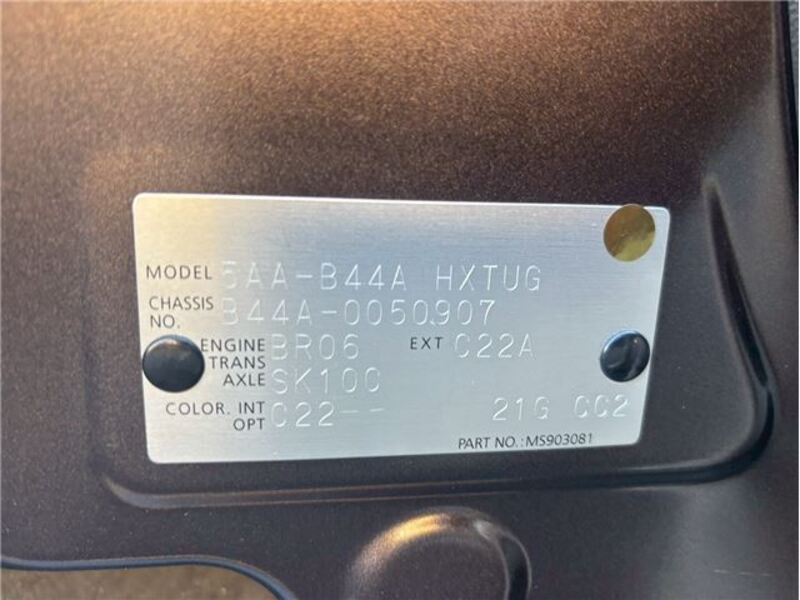 MODEL 5AA-B44A HXTUG
CHASSIS NO. B44A-0050907
ENGINE BR06 EXT C22A
TRANS AXLE SK100
COLOR. INT C22-- 21G CC2
OPT
PART NO.: MS903081